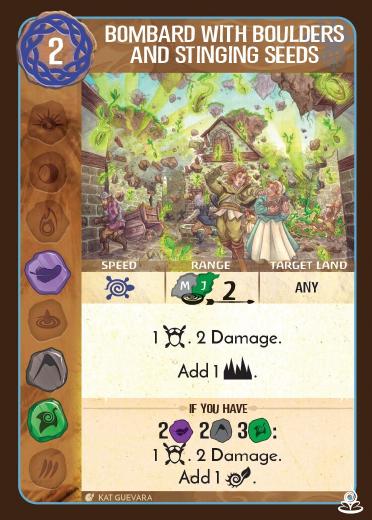 2
BOMBARD WITH BOULDERS
AND STINGING SEEDS
SPEED RANGE TARGET LAND
M J 2 ANY
1 . 2 Damage.
Add 1 .
IF YOU HAVE
2 2 3 :
1 . 2 Damage.
Add 1 .
KAT GUEVARA